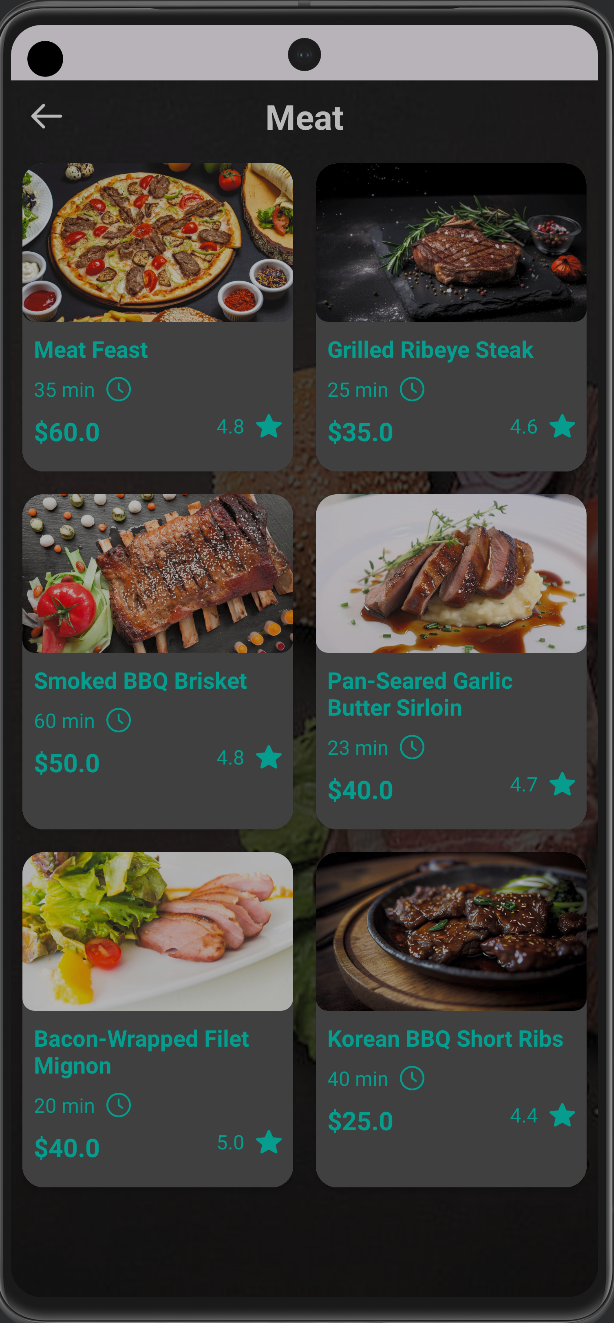 Meat
Meat Feast
35 min
$60.0
4.8
Grilled Ribeye Steak
25 min
$35.0
4.6
Smoked BBQ Brisket
60 min
$50.0
4.8
Pan-Seared Garlic
Butter Sirloin
23 min
$40.0
4.7
Bacon-Wrapped Filet
Mignon
20 min
$40.0
5.0
Korean BBQ Short Ribs
40 min
$25.0
4.4